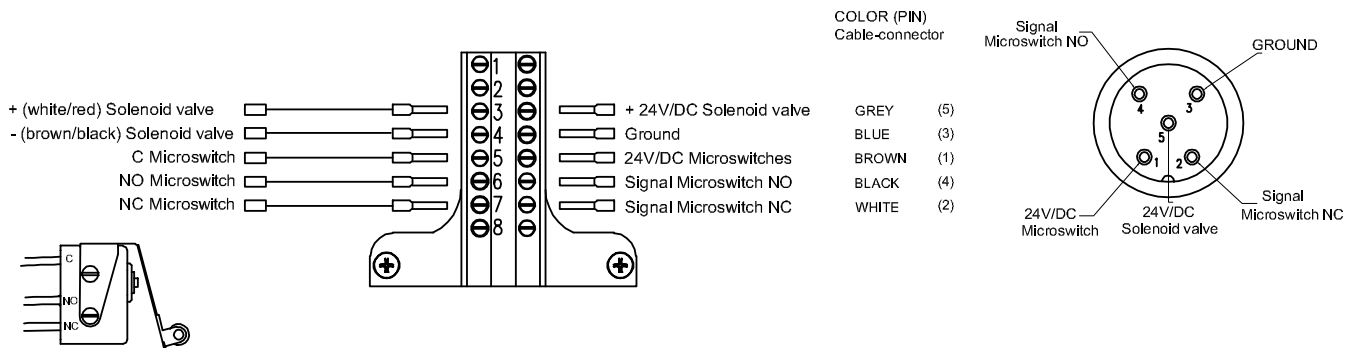 COLOR (PIN)
Cable-connector
+ (white/red) Solenoid valve
- (brown/black) Solenoid valve
C Microswitch
NO Microswitch
NC Microswitch
1
2
3
4
5
6
7
8
+ 24V/DC Solenoid valve GREY (5)
Ground BLUE (3)
24V/DC Microswitches BROWN (1)
Signal Microswitch NO BLACK (4)
Signal Microswitch NC WHITE (2)
Signal
Microswitch NO
GROUND
4 3
5
1 2
24V/DC
Microswitch
24V/DC
Solenoid valve
Signal
Microswitch NC
C
NO
NC